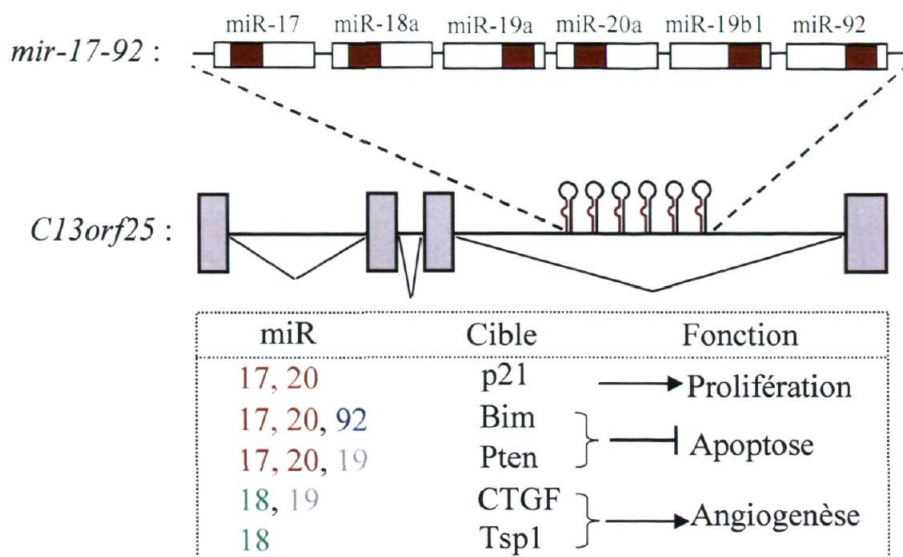 miR-17 miR-18a miR-19a miR-20a miR-19b1 miR-92
mir-17-92 :
C13orf25 :
miR Cible Fonction
17, 20 p21 Prolifération
17, 20, 92 Bim
Apoptose
17, 20, 19 Pten
18, 19 CTGF
Angiogenèse
18 Tsp1